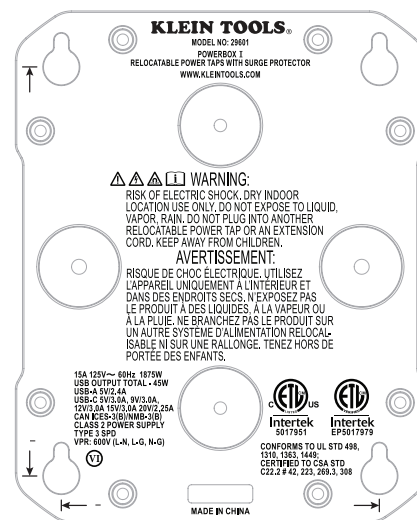 KLEIN TOOLS®
MODEL NO: 29601
POWERBOX I
RELOCATABLE POWER TAPS WITH SURGE PROTECTOR
WWW.KLEINTOOLS.COM
WARNING:
RISK OF ELECTRIC SHOCK. DRY INDOOR
LOCATION USE ONLY, DO NOT EXPOSE TO LIQUID,
VAPOR, RAIN. DO NOT PLUG INTO ANOTHER
RELOCATABLE POWER TAP OR AN EXTENSION
CORD. KEEP AWAY FROM CHILDREN.
AVERTISSEMENT:
RISQUE DE CHOC ÉLECTRIQUE. UTILISEZ
L'APPAREIL UNIQUEMENT À L'INTÉRIEUR ET
DANS DES ENDROITS SECS. N'EXPOSEZ PAS
LE PRODUIT À DES LIQUIDES, À LA VAPEUR OU
À LA PLUIE. NE BRANCHEZ PAS LE PRODUIT SUR
UN AUTRE SYSTÈME D'ALIMENTATION RELOCAL-
ISABLE NI SUR UNE RALLONGE. TENEZ HORS DE
PORTÉE DES ENFANTS.
15A 125V~ 60Hz 1875W
USB OUTPUT TOTAL - 45W
USB-A 5V/2.4A
USB-C 5V/3.0A, 9V/3.0A,
12V/3.0A 15V/3.0A 20V/2.25A
CAN ICES-3(B)/NMB-3(B)
CLASS 2 POWER SUPPLY
TYPE 3 SPD
VPR: 600V (L-N, L-G, N-G)
VI
C ETL US
LISTED
Intertek
5017951
ETL
Intertek
EP5017979
CONFORMS TO UL STD 498,
1310, 1363, 1449;
CERTIFIED TO CSA STD
C22.2 # 42, 223, 269.3, 308
MADE IN CHINA